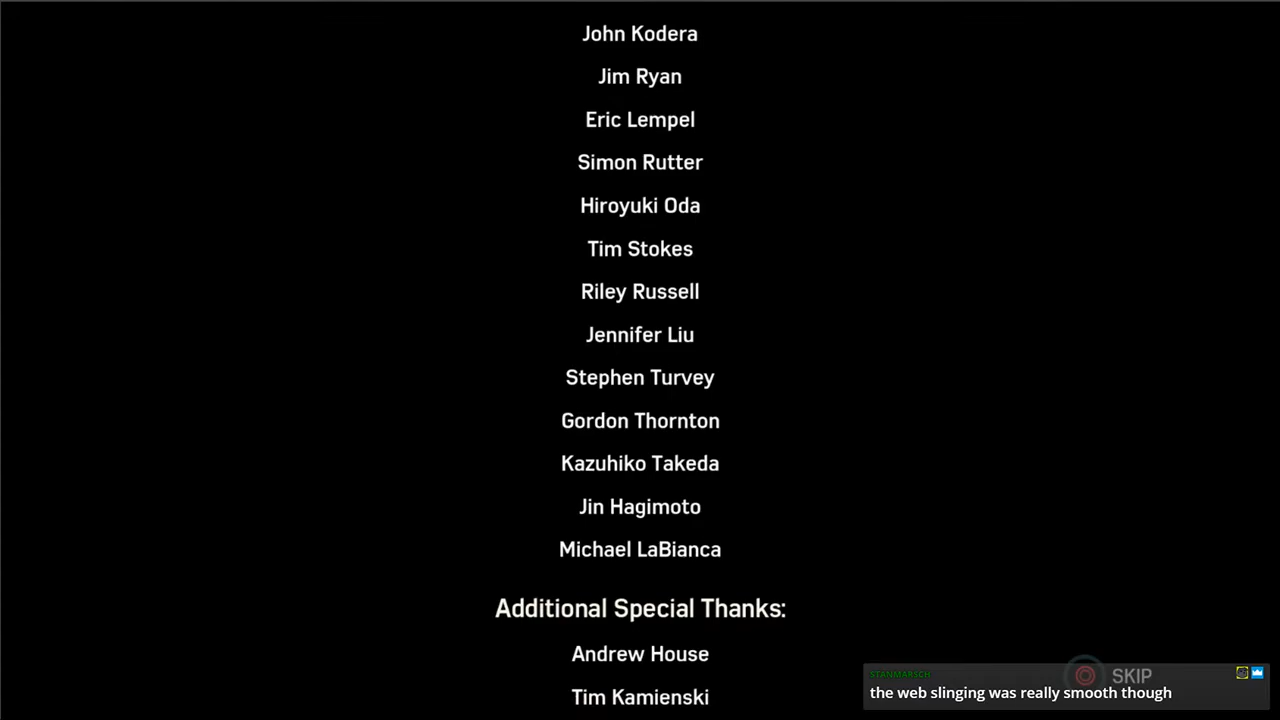 John Kodera
Jim Ryan
Eric Lempel
Simon Rutter
Hiroyuki Oda
Tim Stokes
Riley Russell
Jennifer Liu
Stephen Turvey
Gordon Thornton
Kazuhiko Takeda
Jin Hagimoto
Michael LaBianca
Additional Special Thanks:
Andrew House
Tim Kamienski
SKIP
STANMARSCH
the web slinging was really smooth though